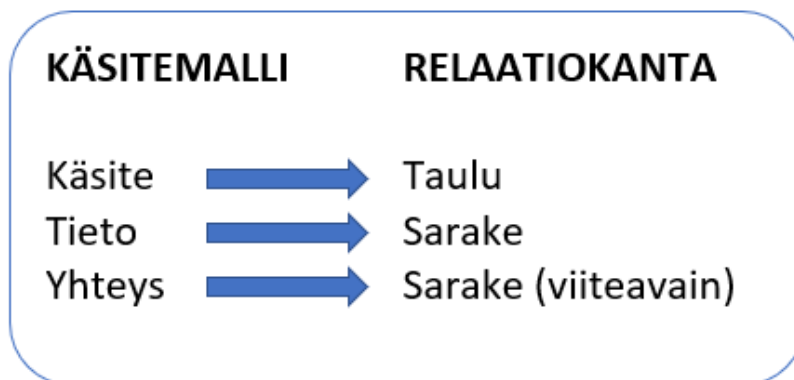 KÄSITEMALLI RELAATIOKANTA
Käsite Taulu
Tieto Sarake
Yhteys Sarake (viiteavain)